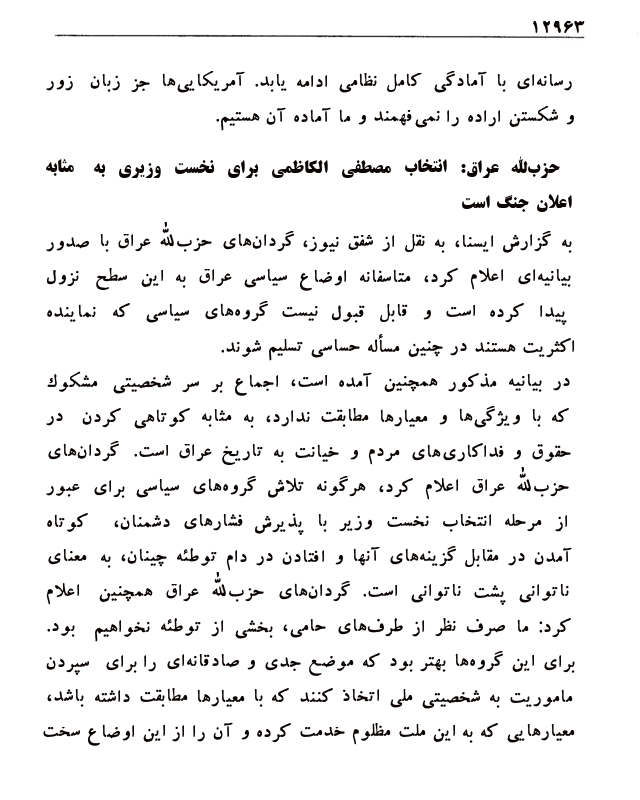 ۱۲۹۶۳
رسانه‌ای با آمادگی کامل نظامی ادامه یابد. آمریکایی‌ها جز زبان زور
و شکستن اراده را نمی‌فهمند و ما آماده آن هستیم.
حزب‌الله عراق: انتخاب مصطفی الکاظمی برای نخست وزیری به مثابه
اعلان جنگ است
به گزارش ایسنا، به نقل از شفق نیوز، گردان‌های حزب‌الله عراق با صدور
بیانیه‌ای اعلام کرد، متاسفانه اوضاع سیاسی عراق به این سطح نزول
پیدا کرده است و قابل قبول نیست گروه‌های سیاسی که نماینده
اکثریت هستند در چنین مسأله حساسی تسلیم شوند.
در بیانیه مذکور همچنین آمده است، اجماع بر سر شخصیتی مشکوك
که با ویژگی‌ها و معیارها مطابقت ندارد، به مثابه کوتاهی کردن در
حقوق و فداکاری‌های مردم و خیانت به تاریخ عراق است. گردان‌های
حزب‌الله عراق اعلام کرد، هرگونه تلاش گروه‌های سیاسی برای عبور
از مرحله انتخاب نخست وزیر با پذیرش فشارهای دشمنان، کوتاه
آمدن در مقابل گزینه‌های آنها و افتادن در دام توطئه چینان، به معنای
ناتوانی پشت ناتوانی است. گردان‌های حزب‌الله عراق همچنین اعلام
کرد: ما صرف نظر از طرف‌های حامی، بخشی از توطئه نخواهیم بود.
برای این گروه‌ها بهتر بود که موضع جدی و صادقانه‌ای را برای سپردن
ماموریت به شخصیتی ملی اتخاذ کنند که با معیارها مطابقت داشته باشد،
معیارهایی که به این ملت مظلوم خدمت کرده و آن را از این اوضاع سخت